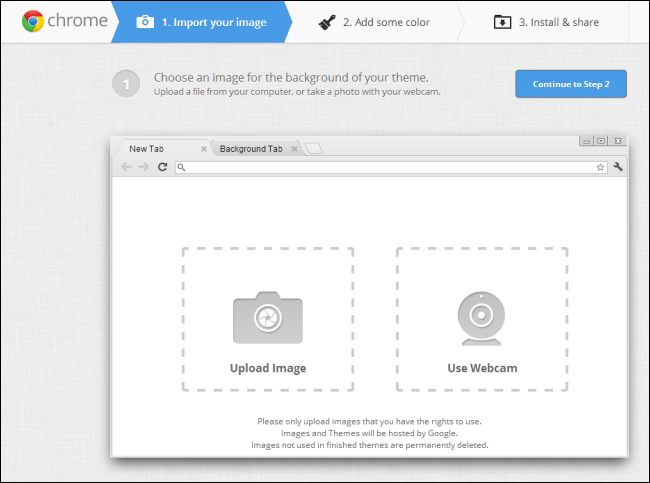 chrome
1. Import your image
2. Add some color
3. Install & share
1
Choose an image for the background of your theme.
Upload a file from your computer, or take a photo with your webcam.
Continue to Step 2
New Tab
Background Tab
Upload Image
Use Webcam
Please only upload images that you have the rights to use.
Images and Themes will be hosted by Google.
Images not used in finished themes are permanently deleted.